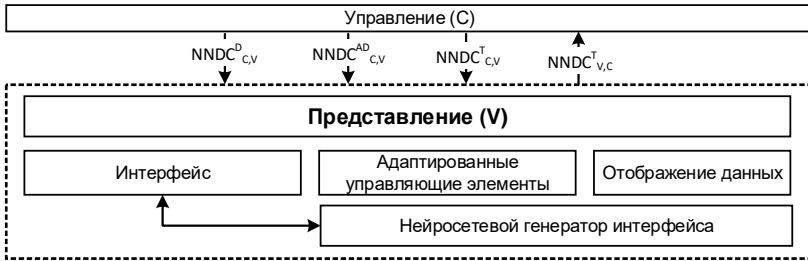 Управление (C)
NNDC^D_C,V NNDC^AD_C,V NNDC^T_C,V NNDC^T_V,C
Представление (V)
Интерфейс
Адаптированные
управляющие элементы
Отображение данных
Нейросетевой генератор интерфейса